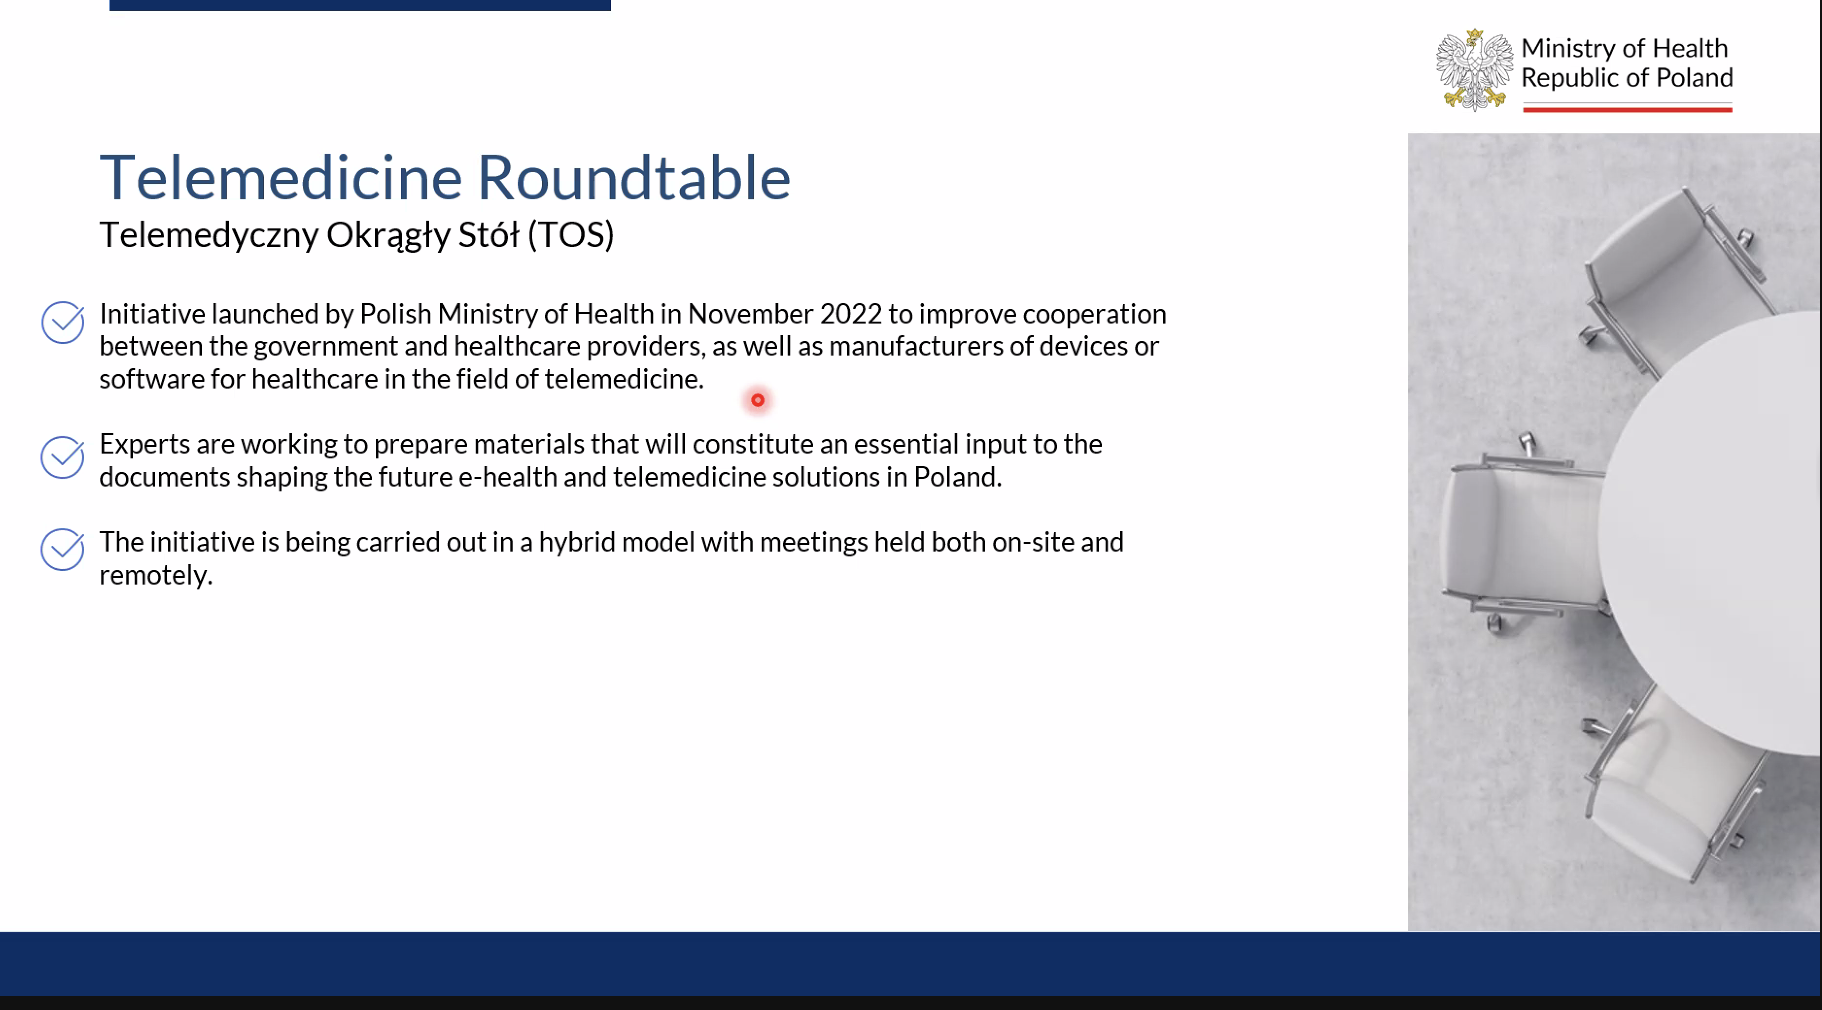 Ministry of Health
Republic of Poland
Telemedicine Roundtable
Telemedyczny Okrągły Stół (TOS)
Initiative launched by Polish Ministry of Health in November 2022 to improve cooperation
between the government and healthcare providers, as well as manufacturers of devices or
software for healthcare in the field of telemedicine.
Experts are working to prepare materials that will constitute an essential input to the
documents shaping the future e-health and telemedicine solutions in Poland.
The initiative is being carried out in a hybrid model with meetings held both on-site and
remotely.